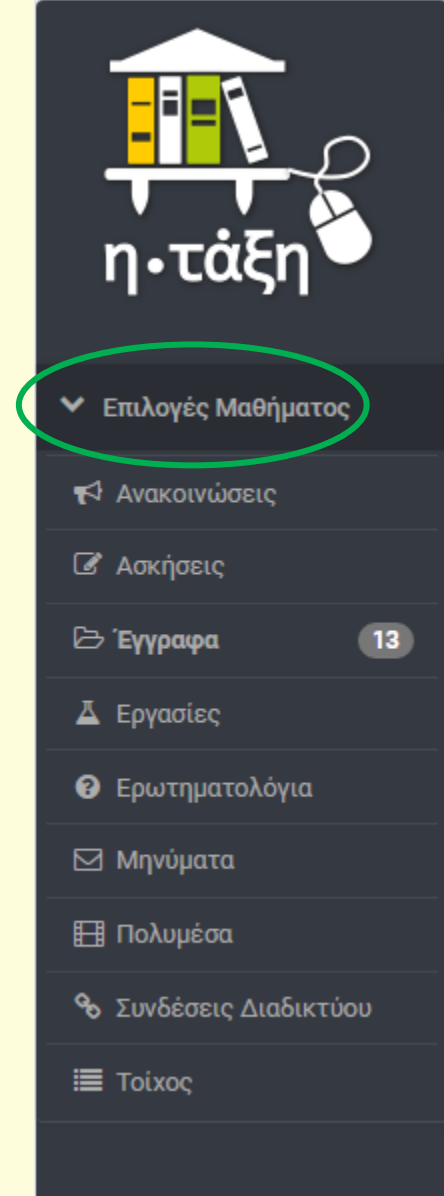 η•τάξη
Επιλογές Μαθήματος
Ανακοινώσεις
Ασκήσεις
Έγγραφα 13
Εργασίες
Ερωτηματολόγια
Μηνύματα
Πολυμέσα
Συνδέσεις Διαδικτύου
Τοίχος